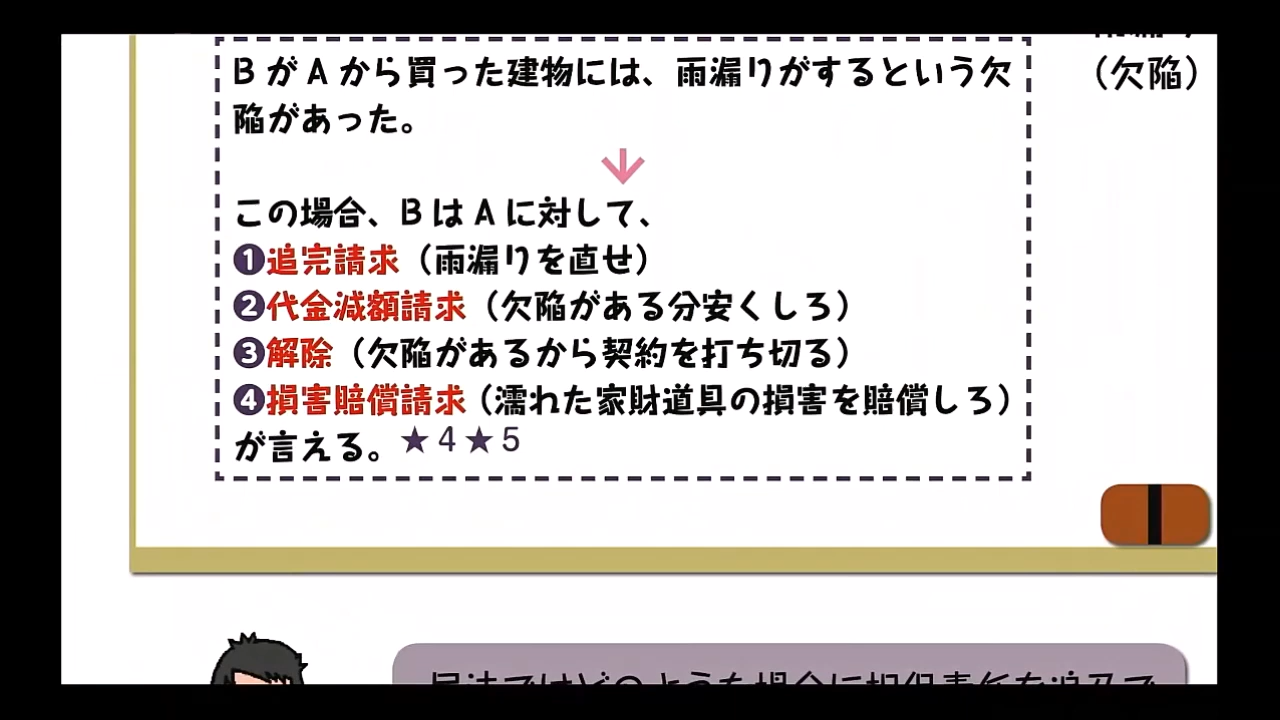 BがAから買った建物には、雨漏りがするという欠
陥があった。
(欠陥)
↓
この場合、BはAに対して、
❶追完請求（雨漏りを直せ）
❷代金減額請求（欠陥がある分安くしろ）
❸解除（欠陥があるから契約を打ち切る）
❹損害賠償請求（濡れた家財道具の損害を賠償しろ）
が言える。★4★5